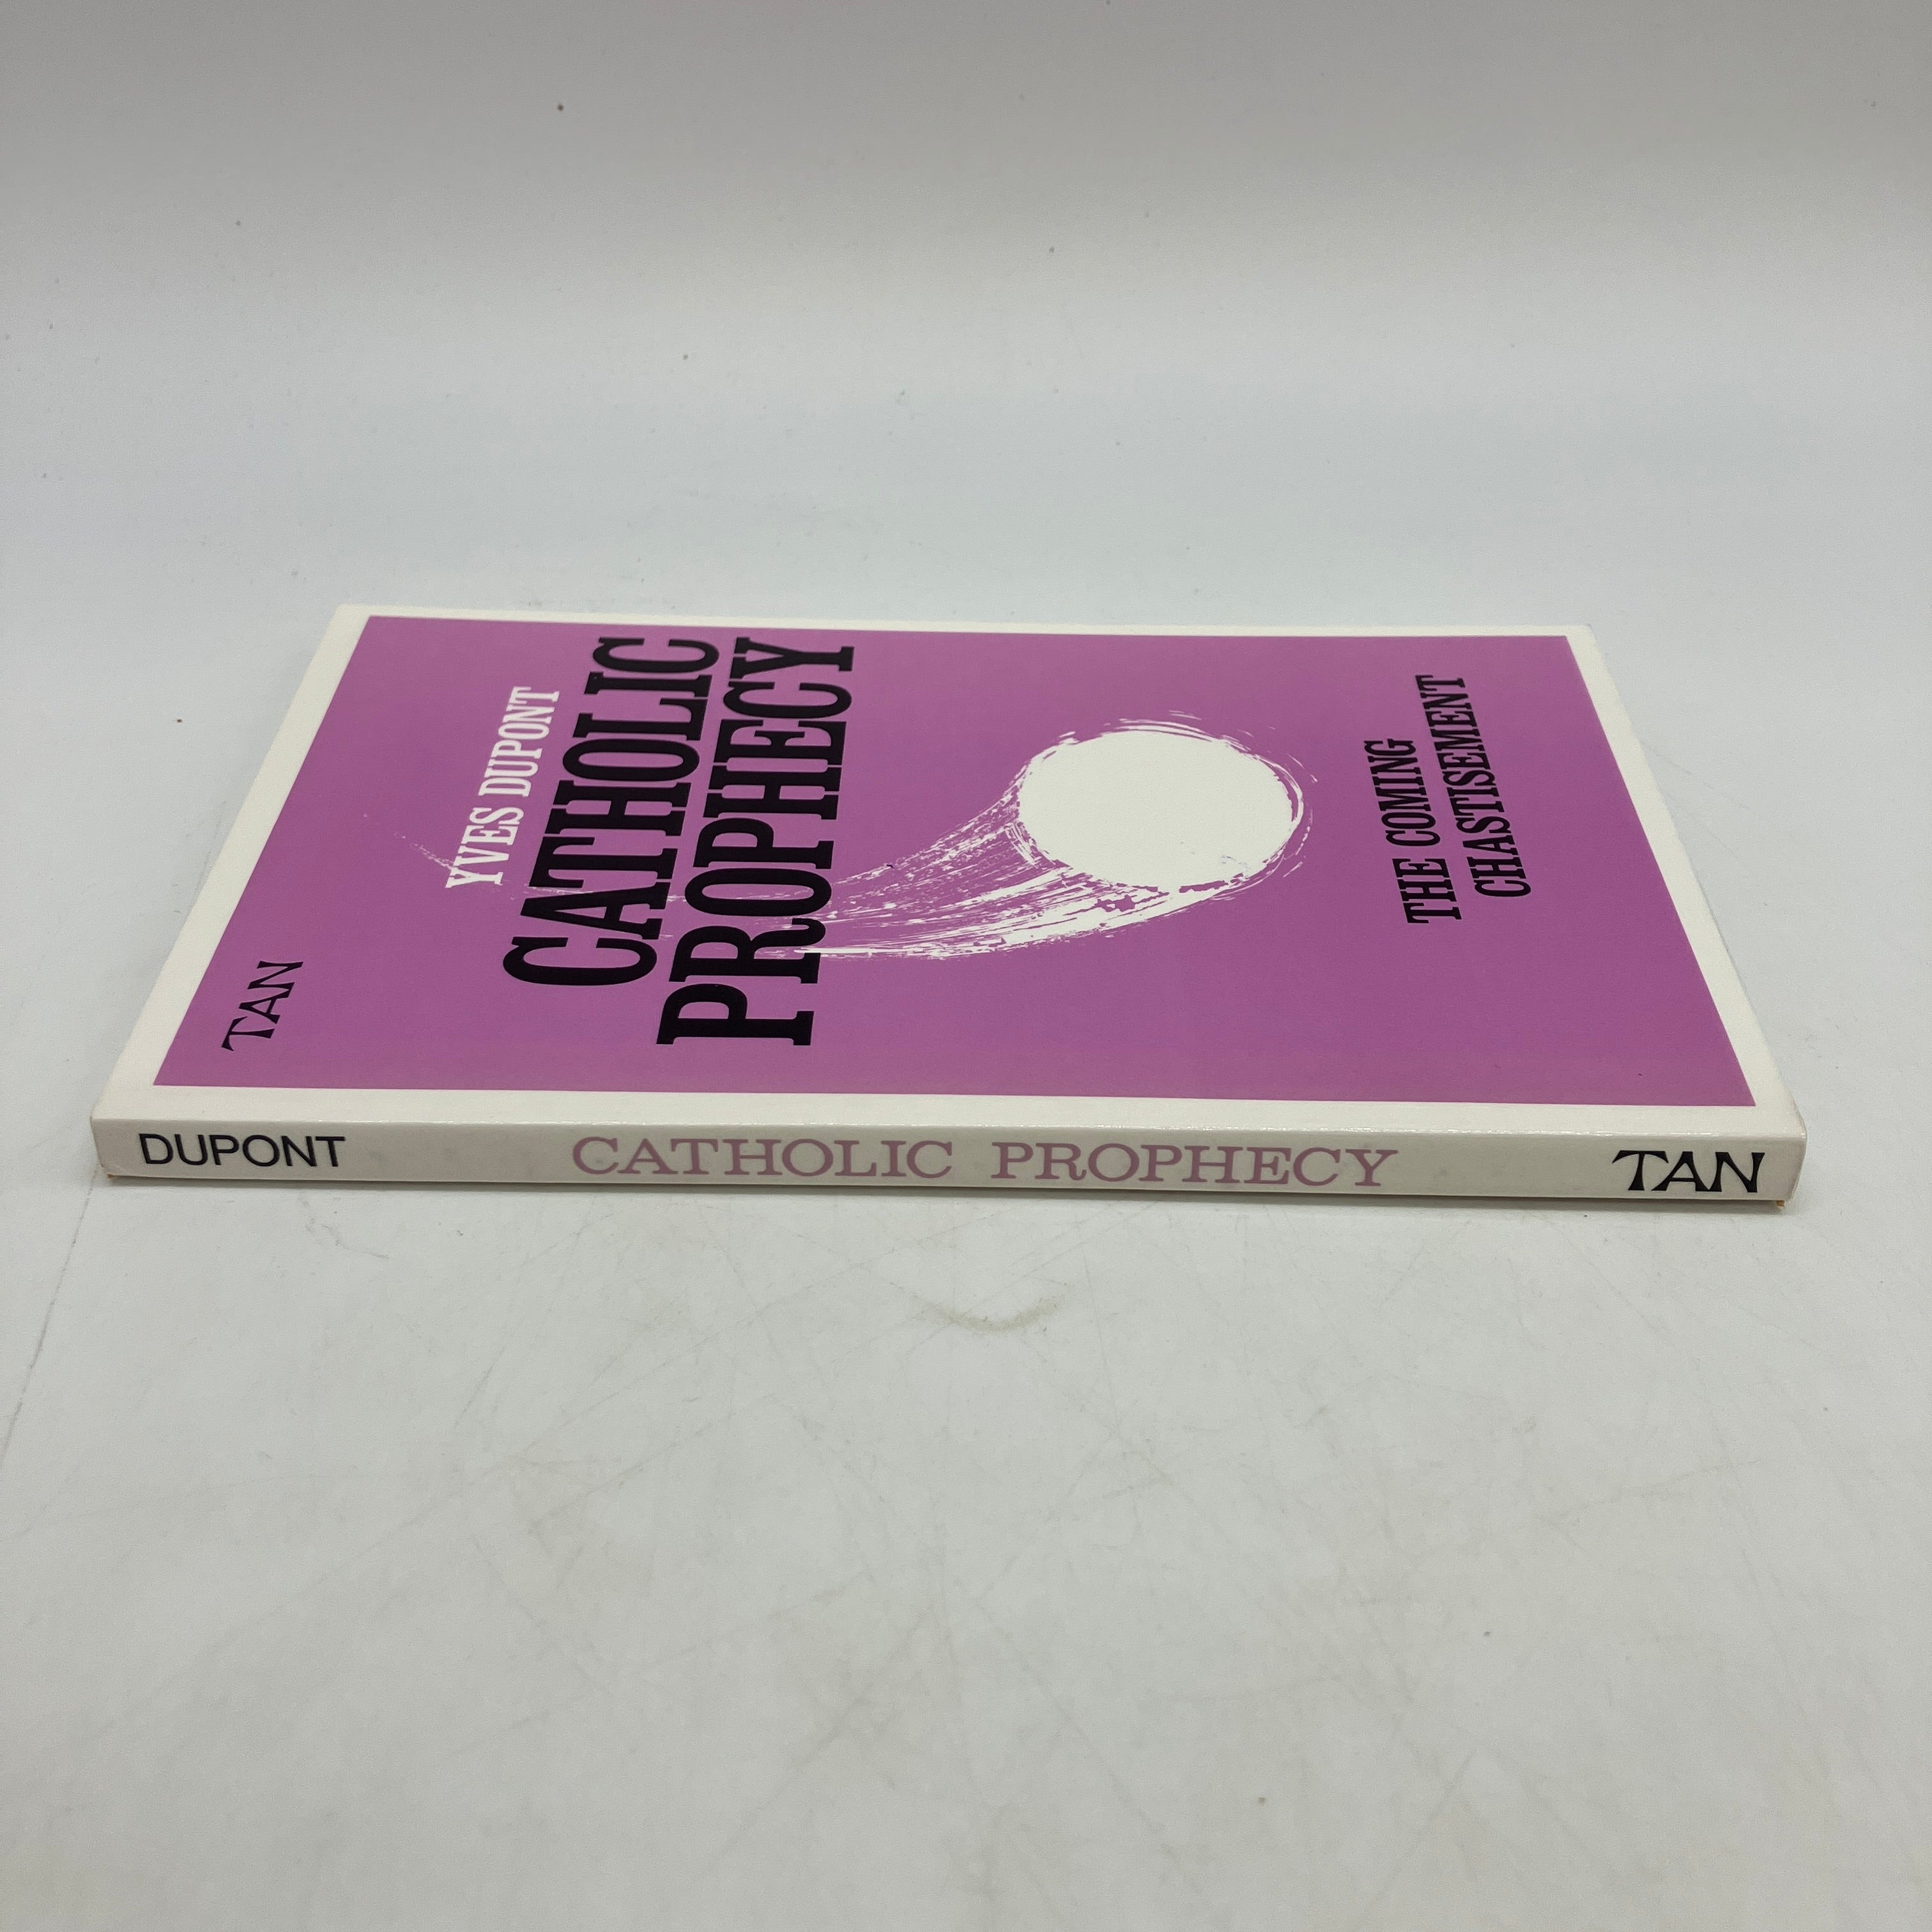 TAN
YVES DUPONT
CATHOLIC
PROPHECY
THE COMING
CHASTISEMENT
DUPONT CATHOLIC PROPHECY TAN